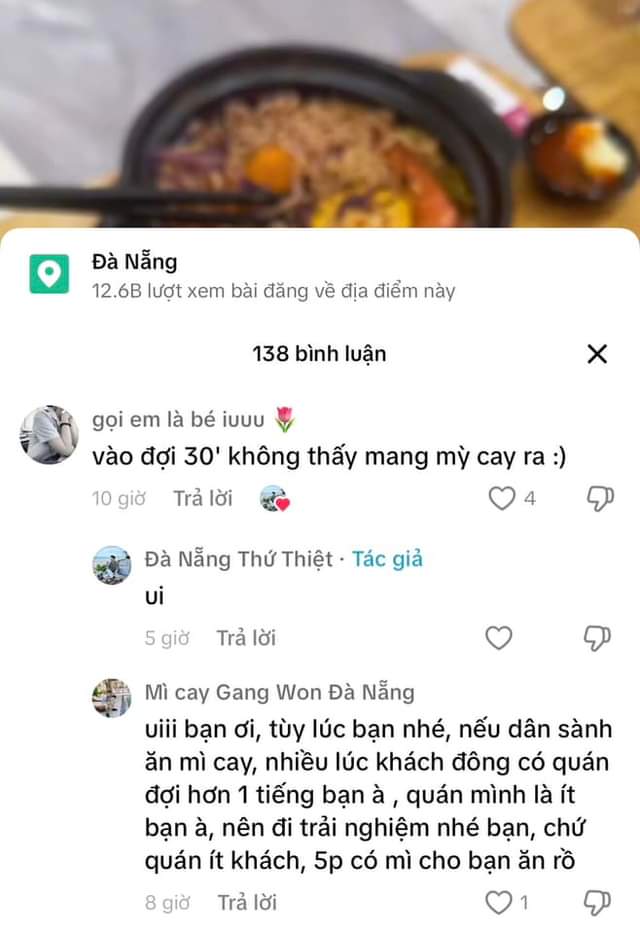 Đà Nẵng
12.6B lượt xem bài đăng về địa điểm này
138 bình luận
gọi em là bé iuuu 🌷
vào đợi 30' không thấy mang mỳ cay ra :)
10 giờ Trả lời 4
Đà Nẵng Thứ Thiệt · Tác giả
ui
5 giờ Trả lời
Mì cay Gang Won Đà Nẵng
uiii bạn ơi, tùy lúc bạn nhé, nếu dân sành
ăn mì cay, nhiều lúc khách đông có quán
đợi hơn 1 tiếng bạn à , quán mình là ít
bạn à, nên đi trải nghiệm nhé bạn, chứ
quán ít khách, 5p có mì cho bạn ăn rồ
8 giờ Trả lời 1